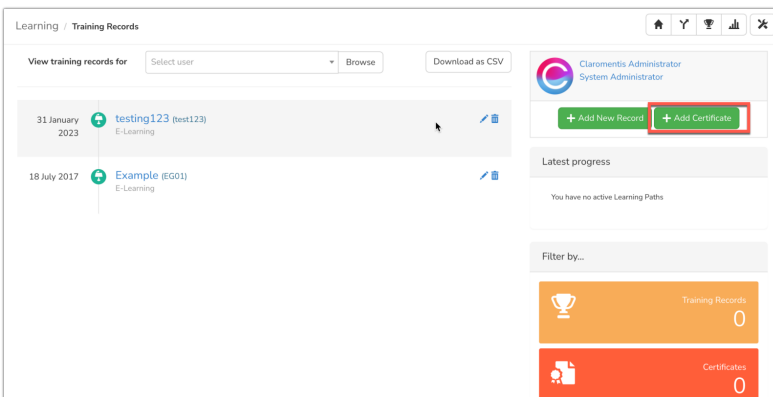 Learning / Training Records
View training records for
Select user
Browse
Download as CSV
31 January 2023
testing123 (test123)
E-Learning
18 July 2017
Example (EG01)
E-Learning
Claromentis Administrator
System Administrator
+ Add New Record
+ Add Certificate
Latest progress
You have no active Learning Paths
Filter by...
Training Records
0
Certificates
0